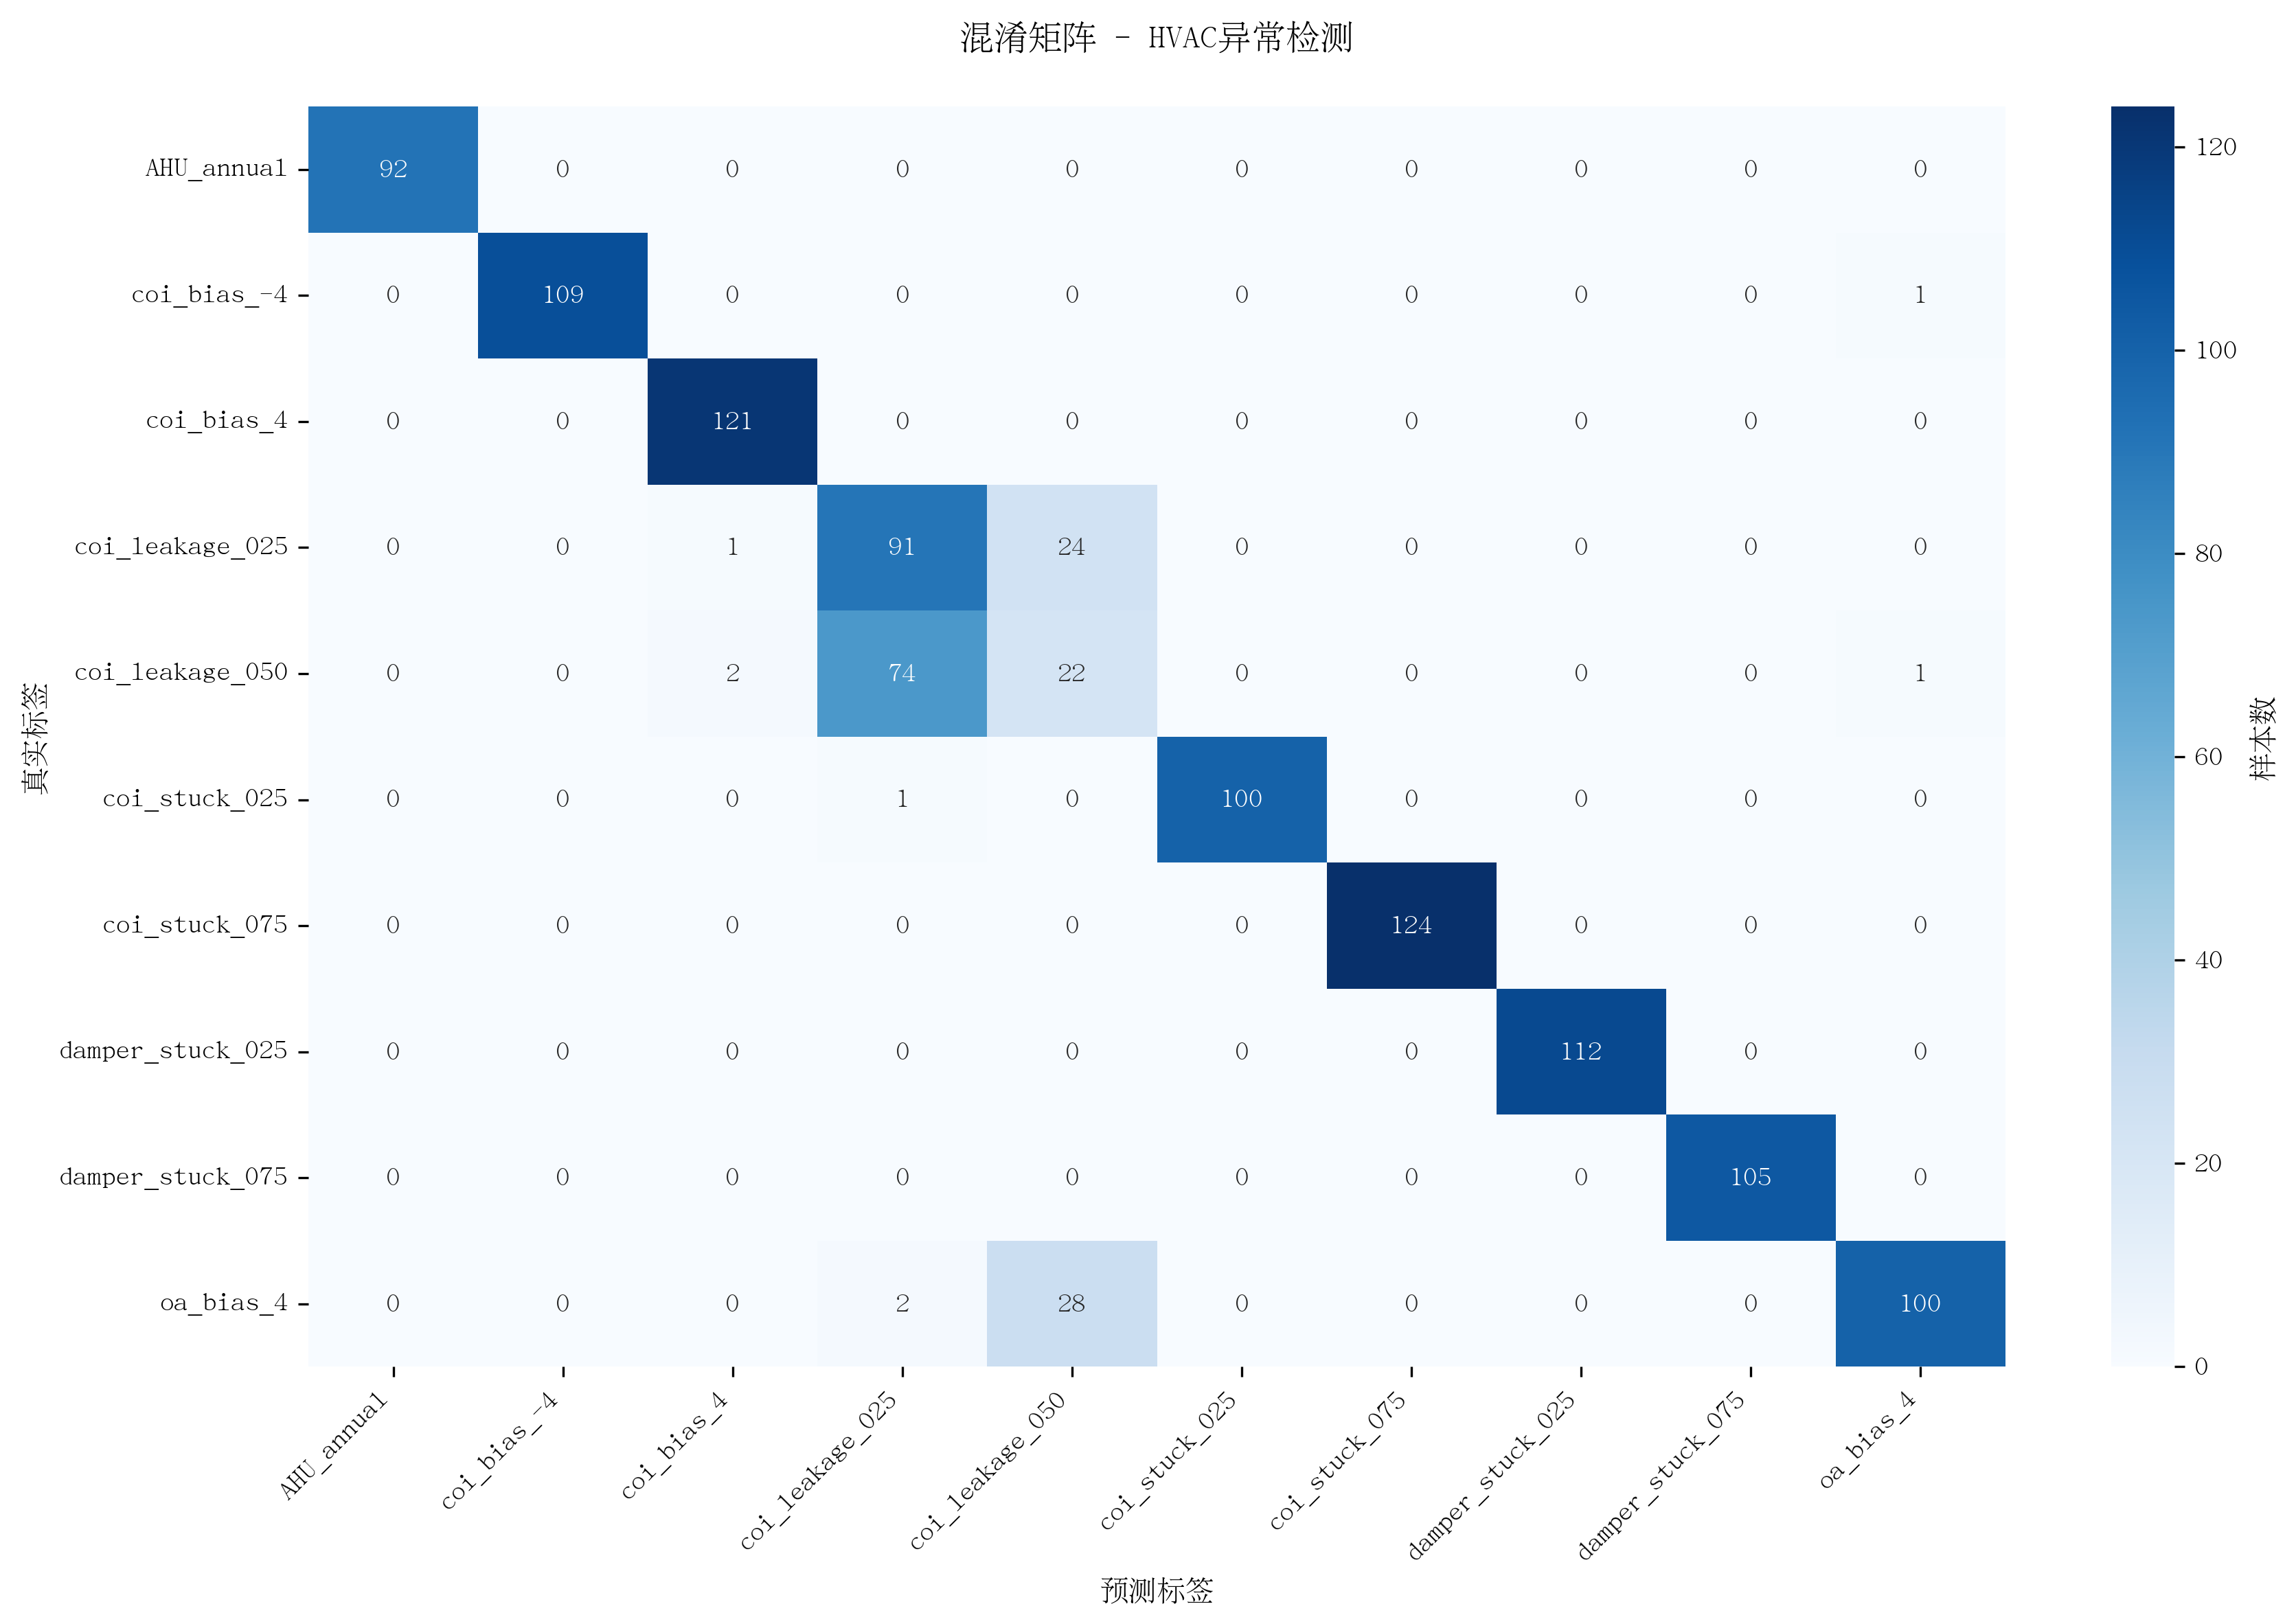 混淆矩阵 - HVAC异常检测
AHU_annual 92 0 0 0 0 0 0 0 0 0
coi_bias_-4 0 109 0 0 0 0 0 0 0 1
coi_bias_4 0 0 121 0 0 0 0 0 0 0
coi_leakage_025 0 0 1 91 24 0 0 0 0 0
coi_leakage_050 0 0 2 74 22 0 0 0 0 1
coi_stuck_025 0 0 0 1 0 100 0 0 0 0
coi_stuck_075 0 0 0 0 0 0 124 0 0 0
damper_stuck_025 0 0 0 0 0 0 0 112 0 0
damper_stuck_075 0 0 0 0 0 0 0 0 105 0
oa_bias_4 0 0 0 2 28 0 0 0 0 100
真实标签
AHU_annual
coi_bias_-4
coi_bias_4
coi_leakage_025
coi_leakage_050
coi_stuck_025
coi_stuck_075
damper_stuck_025
damper_stuck_075
oa_bias_4
预测标签
120
100
80
60
40
20
0
样本数